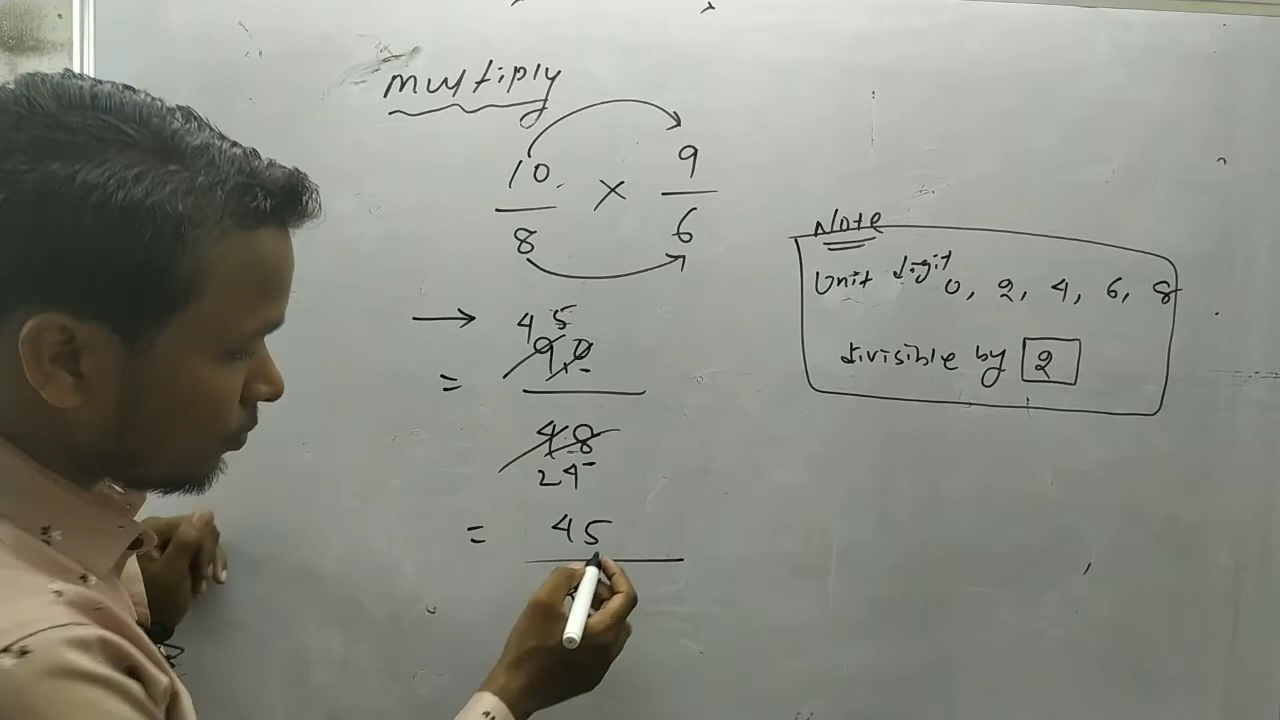 Multiply
10 × 9
8 6
→ 45
= 90
48
24
= 45
Note
Unit digit 0, 2, 4, 6, 8
divisible by 2